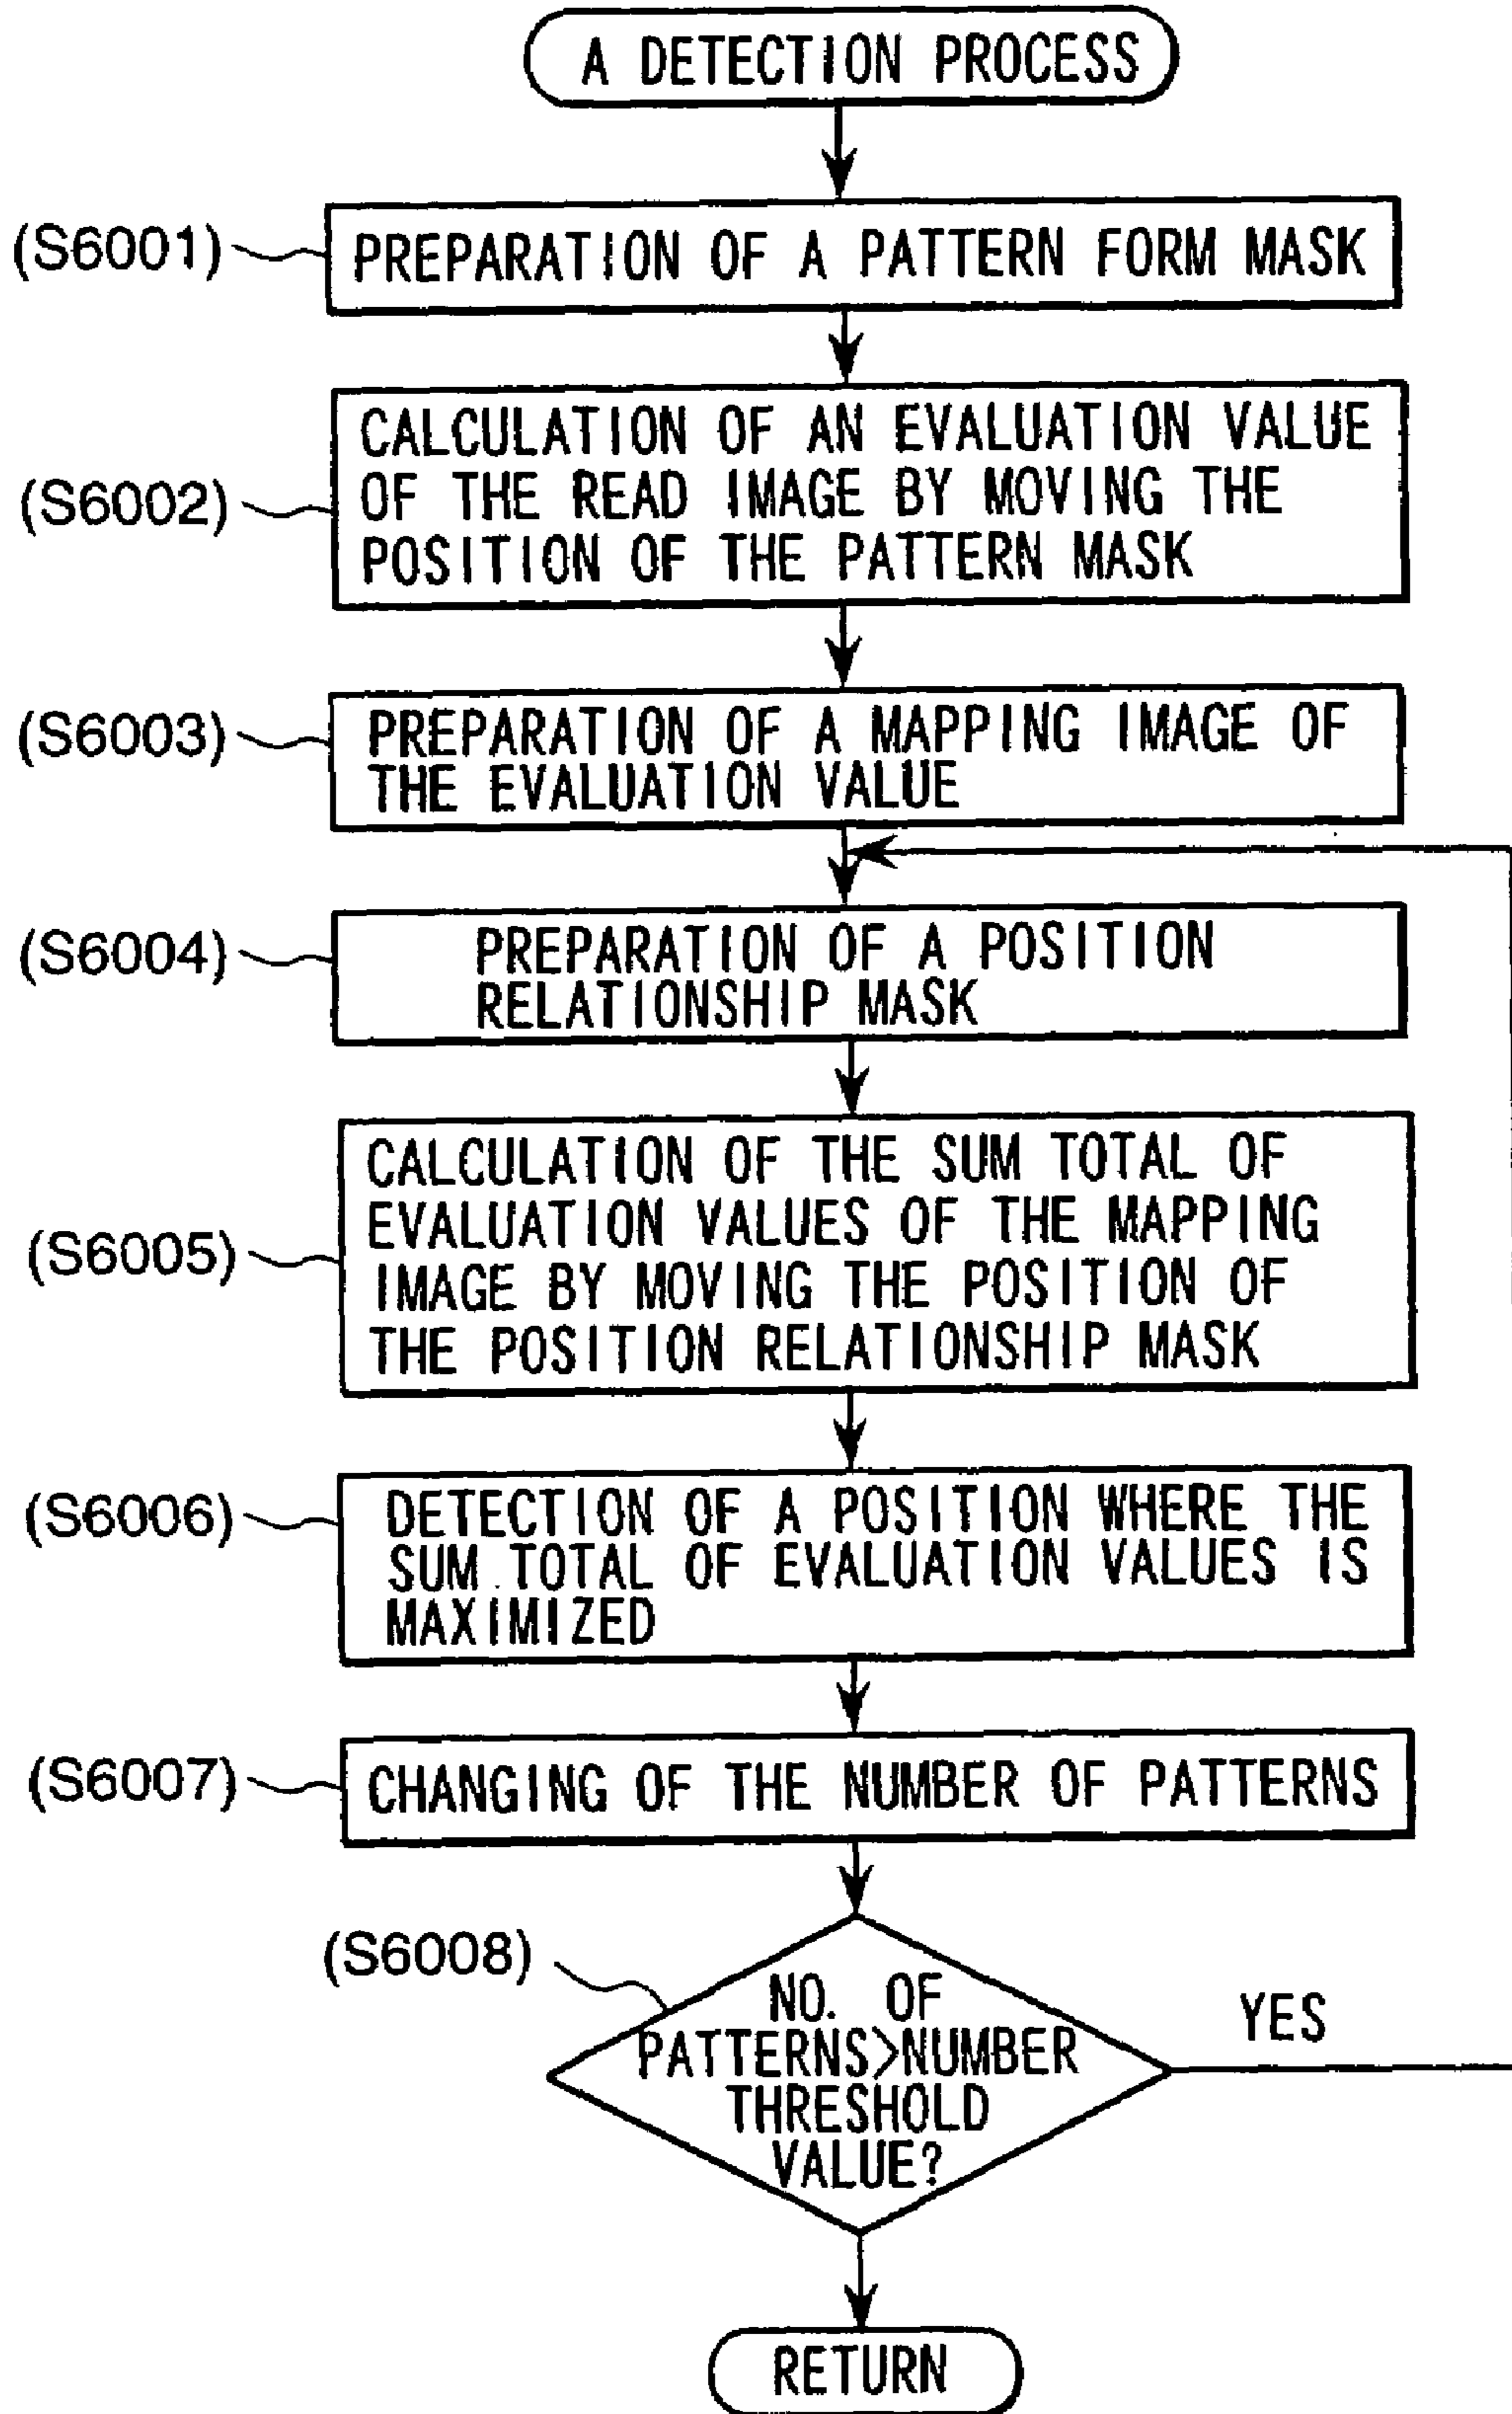 A DETECTION PROCESS
(S6001)
PREPARATION OF A PATTERN FORM MASK
(S6002)
CALCULATION OF AN EVALUATION VALUE
OF THE READ IMAGE BY MOVING THE
POSITION OF THE PATTERN MASK
(S6003)
PREPARATION OF A MAPPING IMAGE OF
THE EVALUATION VALUE
(S6004)
PREPARATION OF A POSITION
RELATIONSHIP MASK
(S6005)
CALCULATION OF THE SUM TOTAL OF
EVALUATION VALUES OF THE MAPPING
IMAGE BY MOVING THE POSITION OF
THE POSITION RELATIONSHIP MASK
(S6006)
DETECTION OF A POSITION WHERE THE
SUM TOTAL OF EVALUATION VALUES IS
MAXIMIZED
(S6007)
CHANGING OF THE NUMBER OF PATTERNS
(S6008)
NO. OF
PATTERNS>NUMBER
THRESHOLD
VALUE?
YES
RETURN